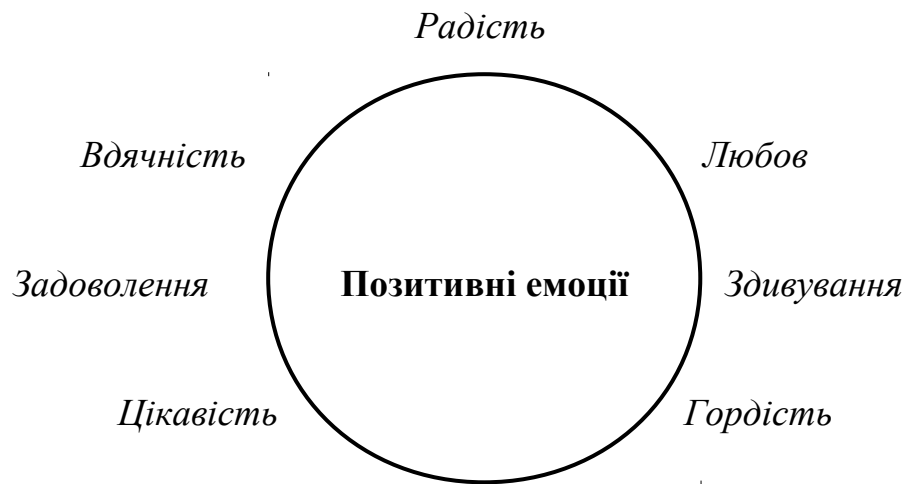 Радість
Вдячність
Любов
Задоволення
Позитивні емоції
Здивування
Цікавість
Гордість